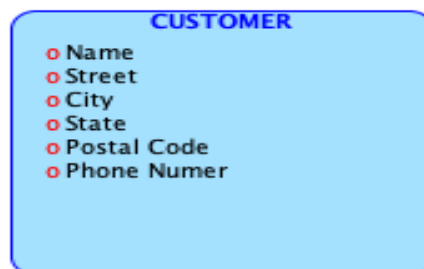 CUSTOMER
o Name
o Street
o City
o State
o Postal Code
o Phone Numer